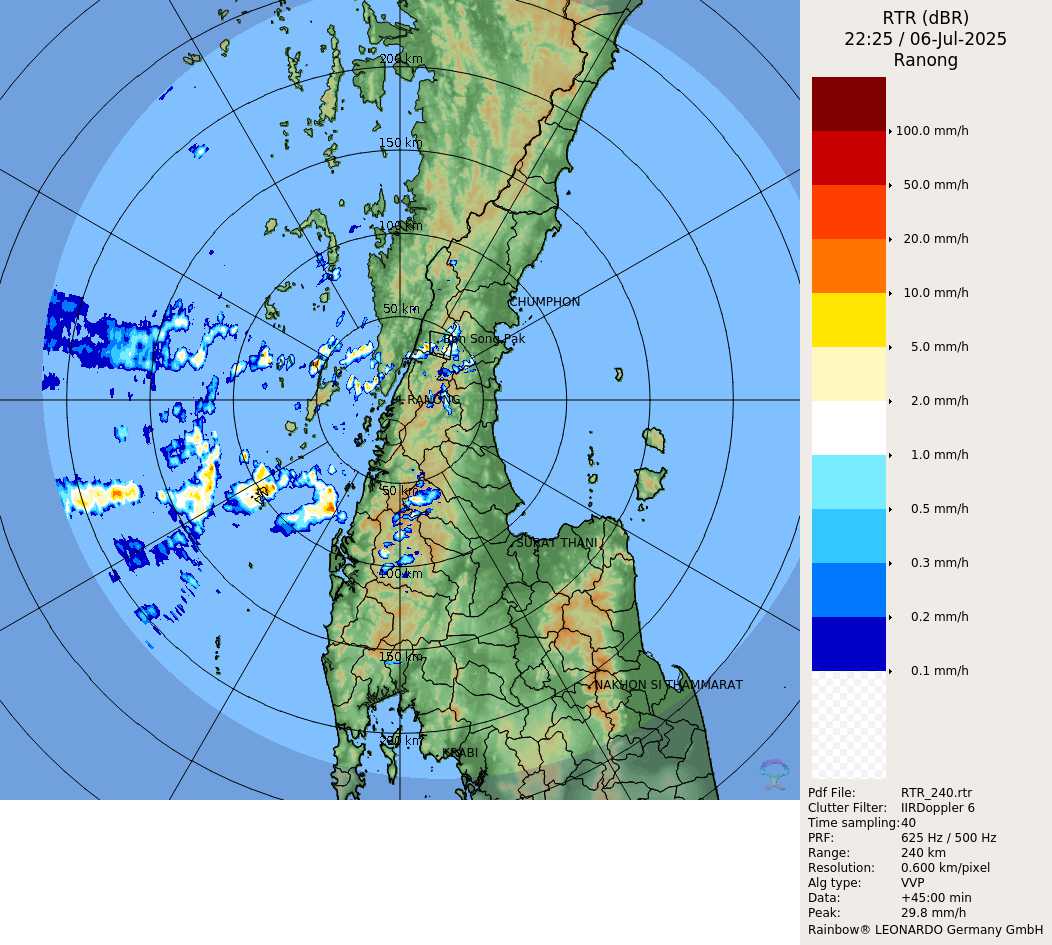 RTR (dBR)
22:25 / 06-Jul-2025
Ranong
200 km
150 km
100 km
50 km
CHUMPHON
Ban Song Pak
RANONG
50 km
SURAT THANI
100 km
150 km
NAKHON SI THAMMARAT
200 km
KRABI
100.0 mm/h
50.0 mm/h
20.0 mm/h
10.0 mm/h
5.0 mm/h
2.0 mm/h
1.0 mm/h
0.5 mm/h
0.3 mm/h
0.2 mm/h
0.1 mm/h
Pdf File: RTR_240.rtr
Clutter Filter: IIRDoppler 6
Time sampling: 40
PRF: 625 Hz / 500 Hz
Range: 240 km
Resolution: 0.600 km/pixel
Alg type: VVP
Data: +45:00 min
Peak: 29.8 mm/h
Rainbow® LEONARDO Germany GmbH